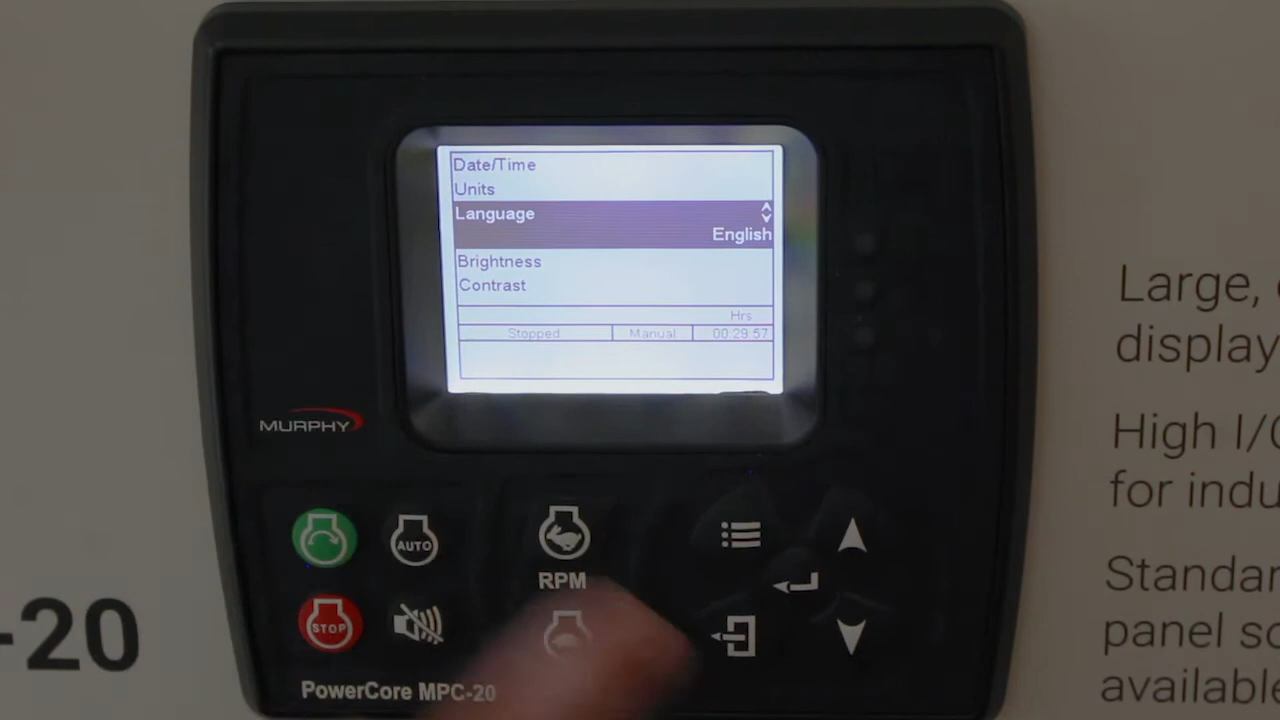 Date/Time
Units
Language
English
Brightness
Contrast
Hrs
Stopped Manual 00:29:57
MURPHY
AUTO
RPM
STOP
PowerCore MPC-20
-20
Large,
display
High I/O
for indu
Standar
panel so
available